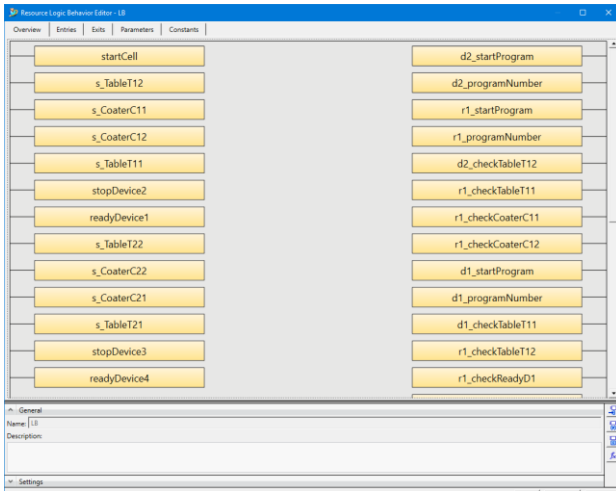 Resource Logic Behavior Editor - LB
Overview Entries Exits Parameters Constants
startCell d2_startProgram
s_TableT12 d2_programNumber
s_CoaterC11 r1_startProgram
s_CoaterC12 r1_programNumber
s_TableT11 d2_checkTableT12
stopDevice2 r1_checkTableT11
readyDevice1 r1_checkCoaterC11
s_TableT22 r1_checkCoaterC12
s_CoaterC22 d1_startProgram
s_CoaterC21 d1_programNumber
s_TableT21 d1_checkTableT11
stopDevice3 r1_checkTableT12
readyDevice4 r1_checkReadyD1
General
Name: LB
Description:
Settings